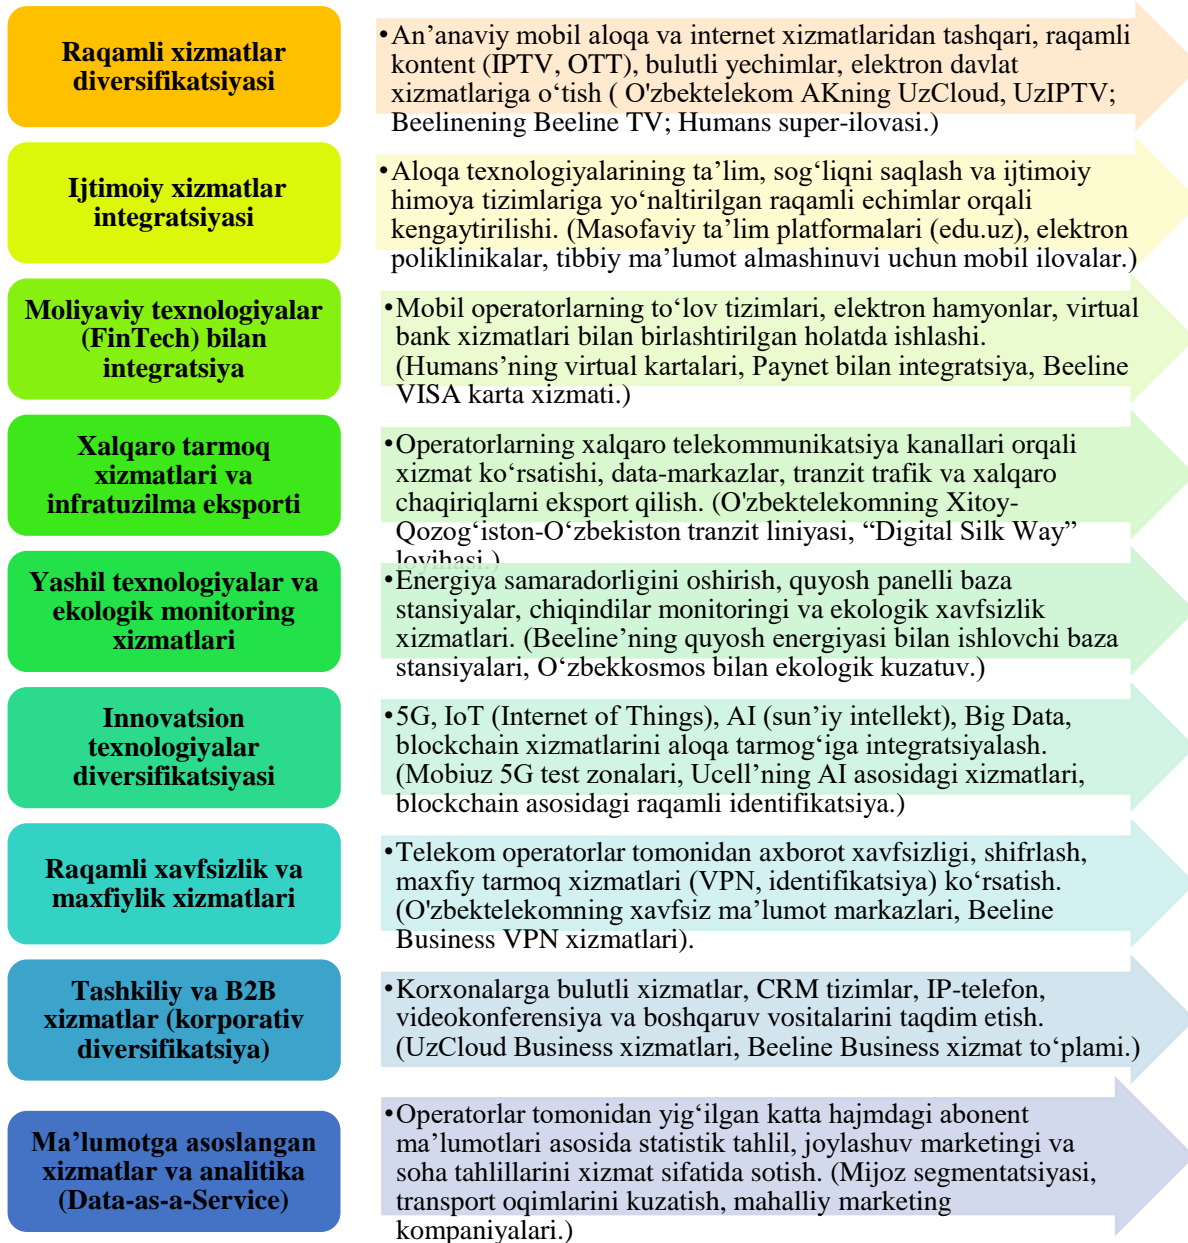 Raqamli xizmatlar
diversifikatsiyasi
•An’anaviy mobil aloqa va internet xizmatlaridan tashqari, raqamli
kontent (IPTV, OTT), bulutli yechimlar, elektron davlat
xizmatlariga o‘tish ( O'zbektelekom AKning UzCloud, UzIPTV;
Beelinening Beeline TV; Humans super-ilovasi.)
Ijtimoiy xizmatlar
integratsiyasi
•Aloqa texnologiyalarining ta’lim, sog‘liqni saqlash va ijtimoiy
himoya tizimlariga yo‘naltirilgan raqamli echimlar orqali
kengaytirilishi. (Masofaviy ta’lim platformalari (edu.uz), elektron
poliklinikalar, tibbiy ma’lumot almashinuvi uchun mobil ilovalar.)
Moliyaviy texnologiyalar
(FinTech) bilan
integratsiya
•Mobil operatorlarning to‘lov tizimlari, elektron hamyonlar, virtual
bank xizmatlari bilan birlashtirilgan holatda ishlashi.
(Humans’ning virtual kartalari, Paynet bilan integratsiya, Beeline
VISA karta xizmati.)
Xalqaro tarmoq
xizmatlari va
infratuzilma eksporti
•Operatorlarning xalqaro telekommunikatsiya kanallari orqali
xizmat ko‘rsatishi, data-markazlar, tranzit trafik va xalqaro
chaqiriqlarni eksport qilish. (O'zbektelekomning Xitoy-
Qozog‘iston-O‘zbekiston tranzit liniyasi, “Digital Silk Way”
loyihasi.)
Yashil texnologiyalar va
ekologik monitoring
xizmatlari
•Energiya samaradorligini oshirish, quyosh panelli baza
stansiyalar, chiqindilar monitoringi va ekologik xavfsizlik
xizmatlari. (Beeline’ning quyosh energiyasi bilan ishlovchi baza
stansiyalari, O‘zbekkosmos bilan ekologik kuzatuv.)
Innovatsion
texnologiyalar
diversifikatsiyasi
•5G, IoT (Internet of Things), AI (sun’iy intellekt), Big Data,
blockchain xizmatlarini aloqa tarmog‘iga integratsiyalash.
(Mobiuz 5G test zonalari, Ucell’ning AI asosidagi xizmatlari,
blockchain asosidagi raqamli identifikatsiya.)
Raqamli xavfsizlik va
maxfiylik xizmatlari
•Telekom operatorlar tomonidan axborot xavfsizligi, shifrlash,
maxfiy tarmoq xizmatlari (VPN, identifikatsiya) ko‘rsatish.
(O'zbektelekomning xavfsiz ma’lumot markazlari, Beeline
Business VPN xizmatlari).
Tashkiliy va B2B
xizmatlar (korporativ
diversifikatsiya)
•Korxonalarga bulutli xizmatlar, CRM tizimlar, IP-telefon,
videokonferensiya va boshqaruv vositalarini taqdim etish.
(UzCloud Business xizmatlari, Beeline Business xizmat to‘plami.)
Ma’lumotga asoslangan
xizmatlar va analitika
(Data-as-a-Service)
•Operatorlar tomonidan yig‘ilgan katta hajmdagi abonent
ma’lumotlari asosida statistik tahlil, joylashuv marketingi va
soha tahlillarini xizmat sifatida sotish. (Mijoz segmentatsiyasi,
transport oqimlarini kuzatish, mahalliy marketing
kompaniyalari.)